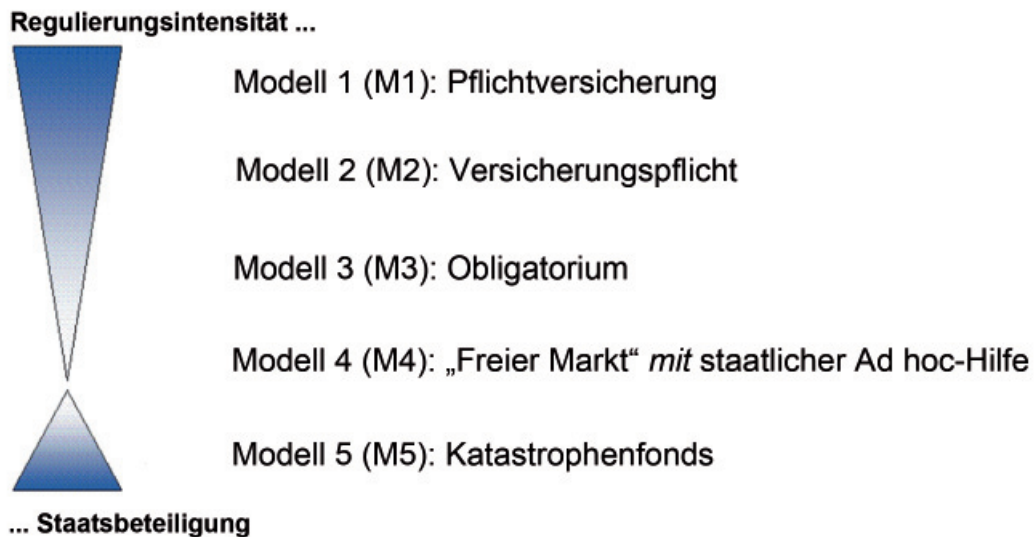 Regulierungsintensität ...
Modell 1 (M1): Pflichtversicherung
Modell 2 (M2): Versicherungspflicht
Modell 3 (M3): Obligatorium
Modell 4 (M4): „Freier Markt“ mit staatlicher Ad hoc-Hilfe
Modell 5 (M5): Katastrophenfonds
... Staatsbeteiligung